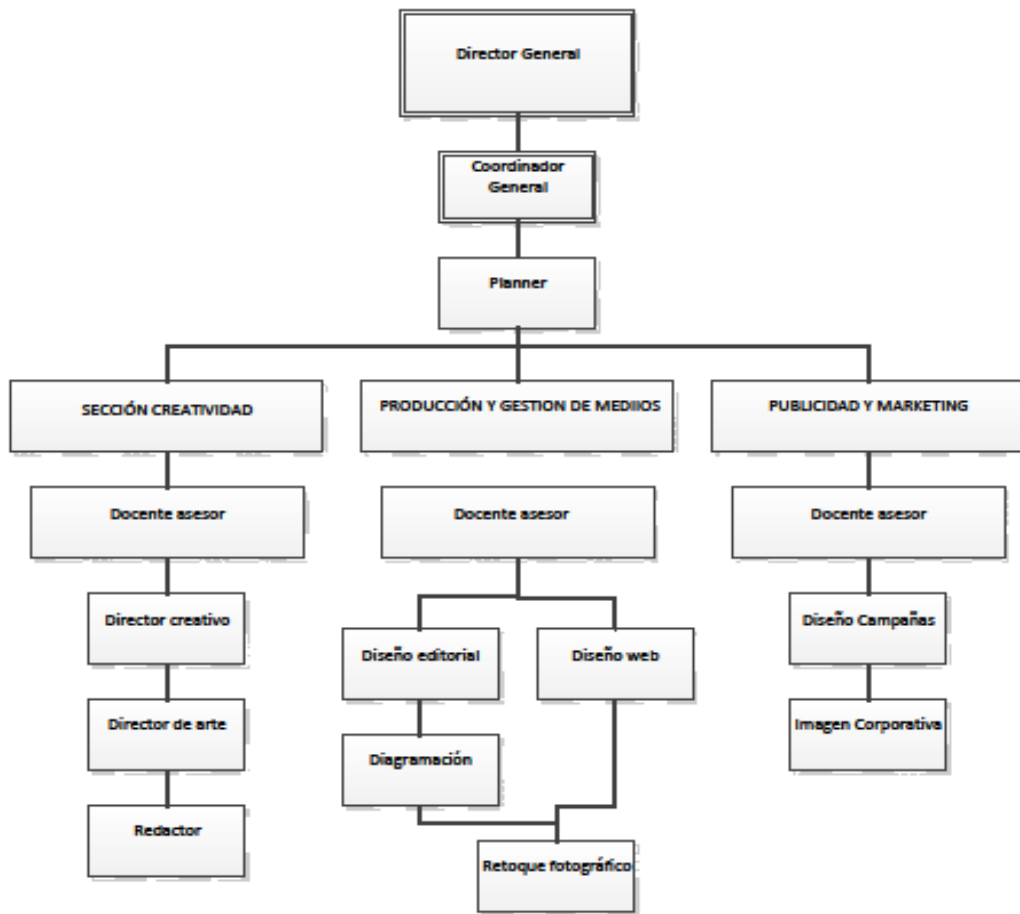 Director General
Coordinador
General
Planner
SECCIÓN CREATIVIDAD
PRODUCCIÓN Y GESTION DE MEDIIOS
PUBLICIDAD Y MARKETING
Docente asesor
Docente asesor
Docente asesor
Director creativo
Diseño editorial
Diseño web
Diseño Campañas
Director de arte
Diagramación
Imagen Corporativa
Redactor
Retoque fotográfico